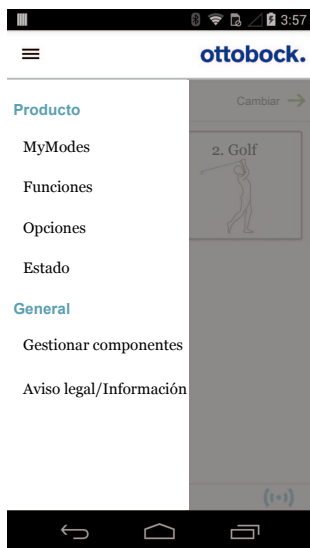 3:57
ottobock.
Producto
Cambiar
MyModes
2. Golf
Funciones
Opciones
Estado
General
Gestionar componentes
Aviso legal/Información